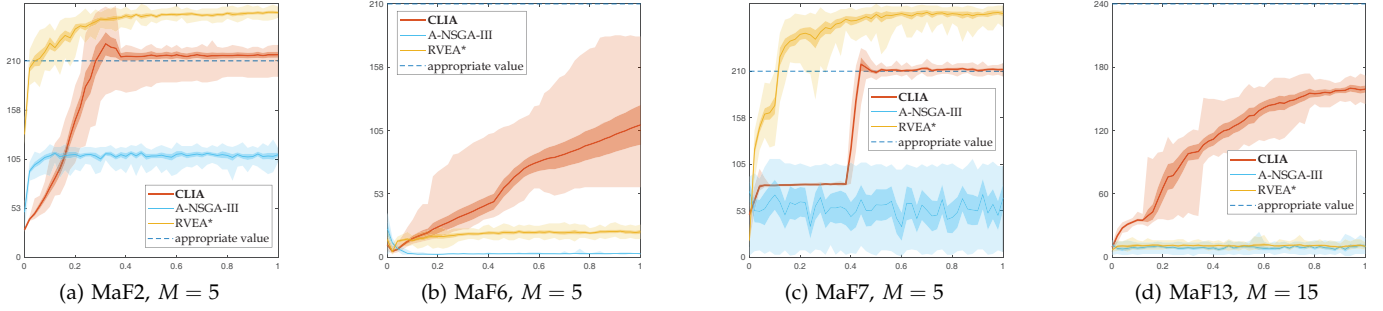 210
158
105
53
0
0
0.2
0.4
0.6
0.8
1
CLIA
A-NSGA-III
RVEA*
appropriate value
(a) MaF2, M = 5
210
158
105
53
0
0
0.2
0.4
0.6
0.8
1
CLIA
A-NSGA-III
RVEA*
appropriate value
(b) MaF6, M = 5
210
158
105
53
0
0
0.2
0.4
0.6
0.8
1
CLIA
A-NSGA-III
RVEA*
appropriate value
(c) MaF7, M = 5
240
180
120
60
0
0
0.2
0.4
0.6
0.8
1
CLIA
A-NSGA-III
RVEA*
appropriate value
(d) MaF13, M = 15